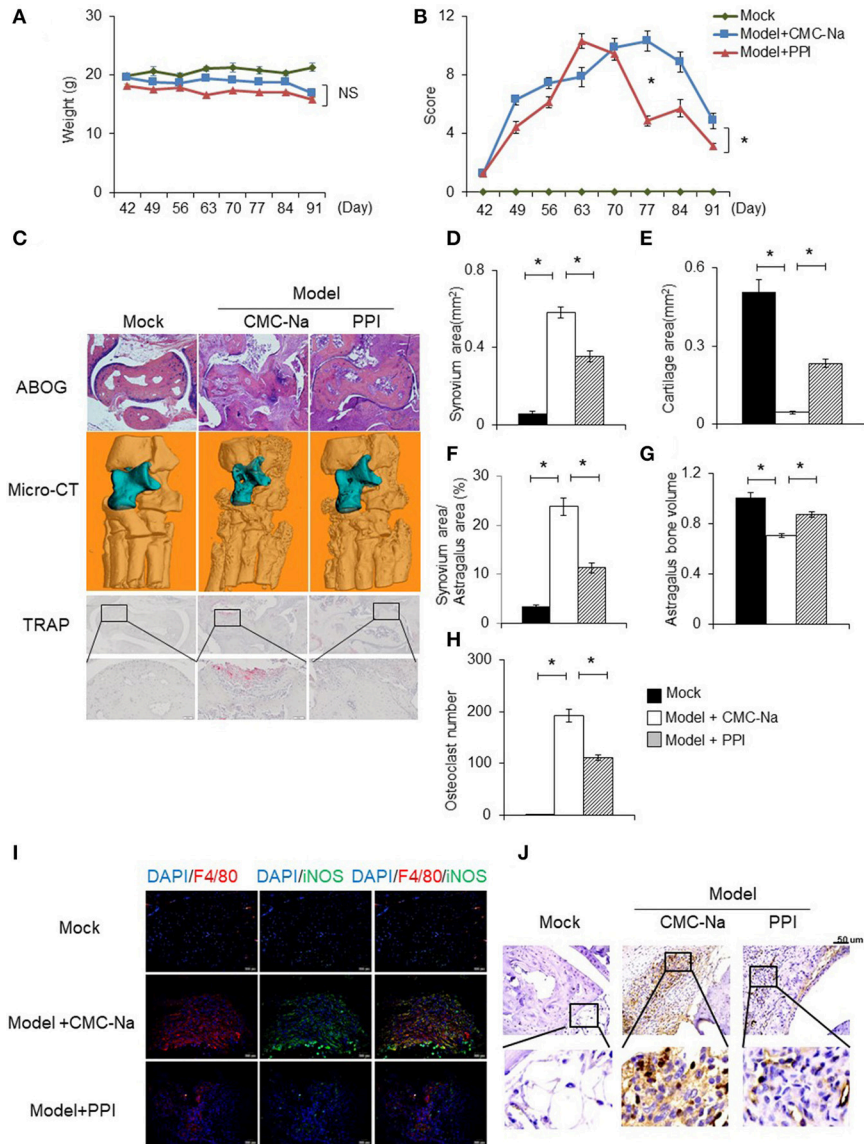 A
Weight (g)
30
20
10
0
NS
42 49 56 63 70 77 84 91 (Day)
B
Mock
Model+CMC-Na
Model+PPI
Score
12
8
4
0
*
*
42 49 56 63 70 77 84 91 (Day)
C
Model
Mock CMC-Na PPI
ABOG
Micro-CT
TRAP
D
Synovium area(mm²)
0.8
0.4
0
* *
E
Cartilage area(mm²)
0.6
0.3
0
* *
F
Synovium area/
Astragalus area (%)
30
20
10
0
* *
G
Astragalus bone volume
1.2
0.6
0
* *
H
Osteoclast number
300
200
100
0
* *
Mock
Model + CMC-Na
Model + PPI
I
DAPI/F4/80 DAPI/iNOS DAPI/F4/80/iNOS
Mock
Model +CMC-Na
Model+PPI
J
Model
Mock CMC-Na PPI
50 um